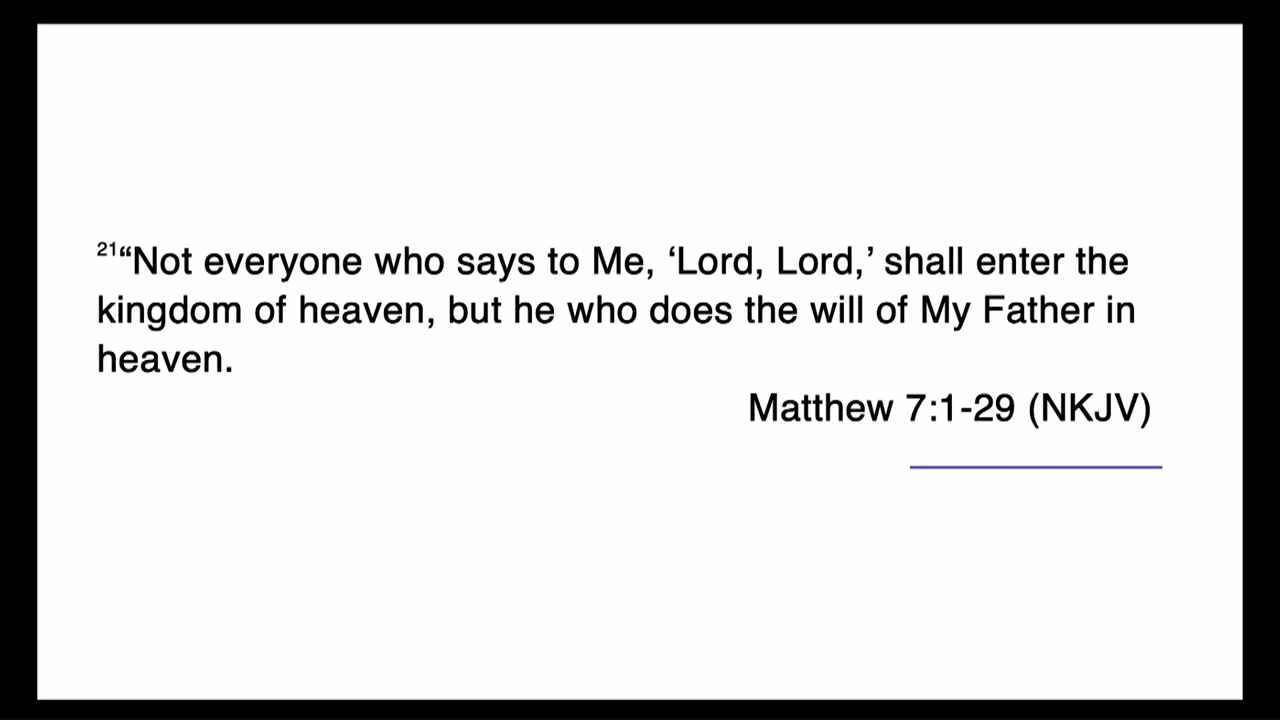 21“Not everyone who says to Me, ‘Lord, Lord,’ shall enter the
kingdom of heaven, but he who does the will of My Father in
heaven.
Matthew 7:1-29 (NKJV)